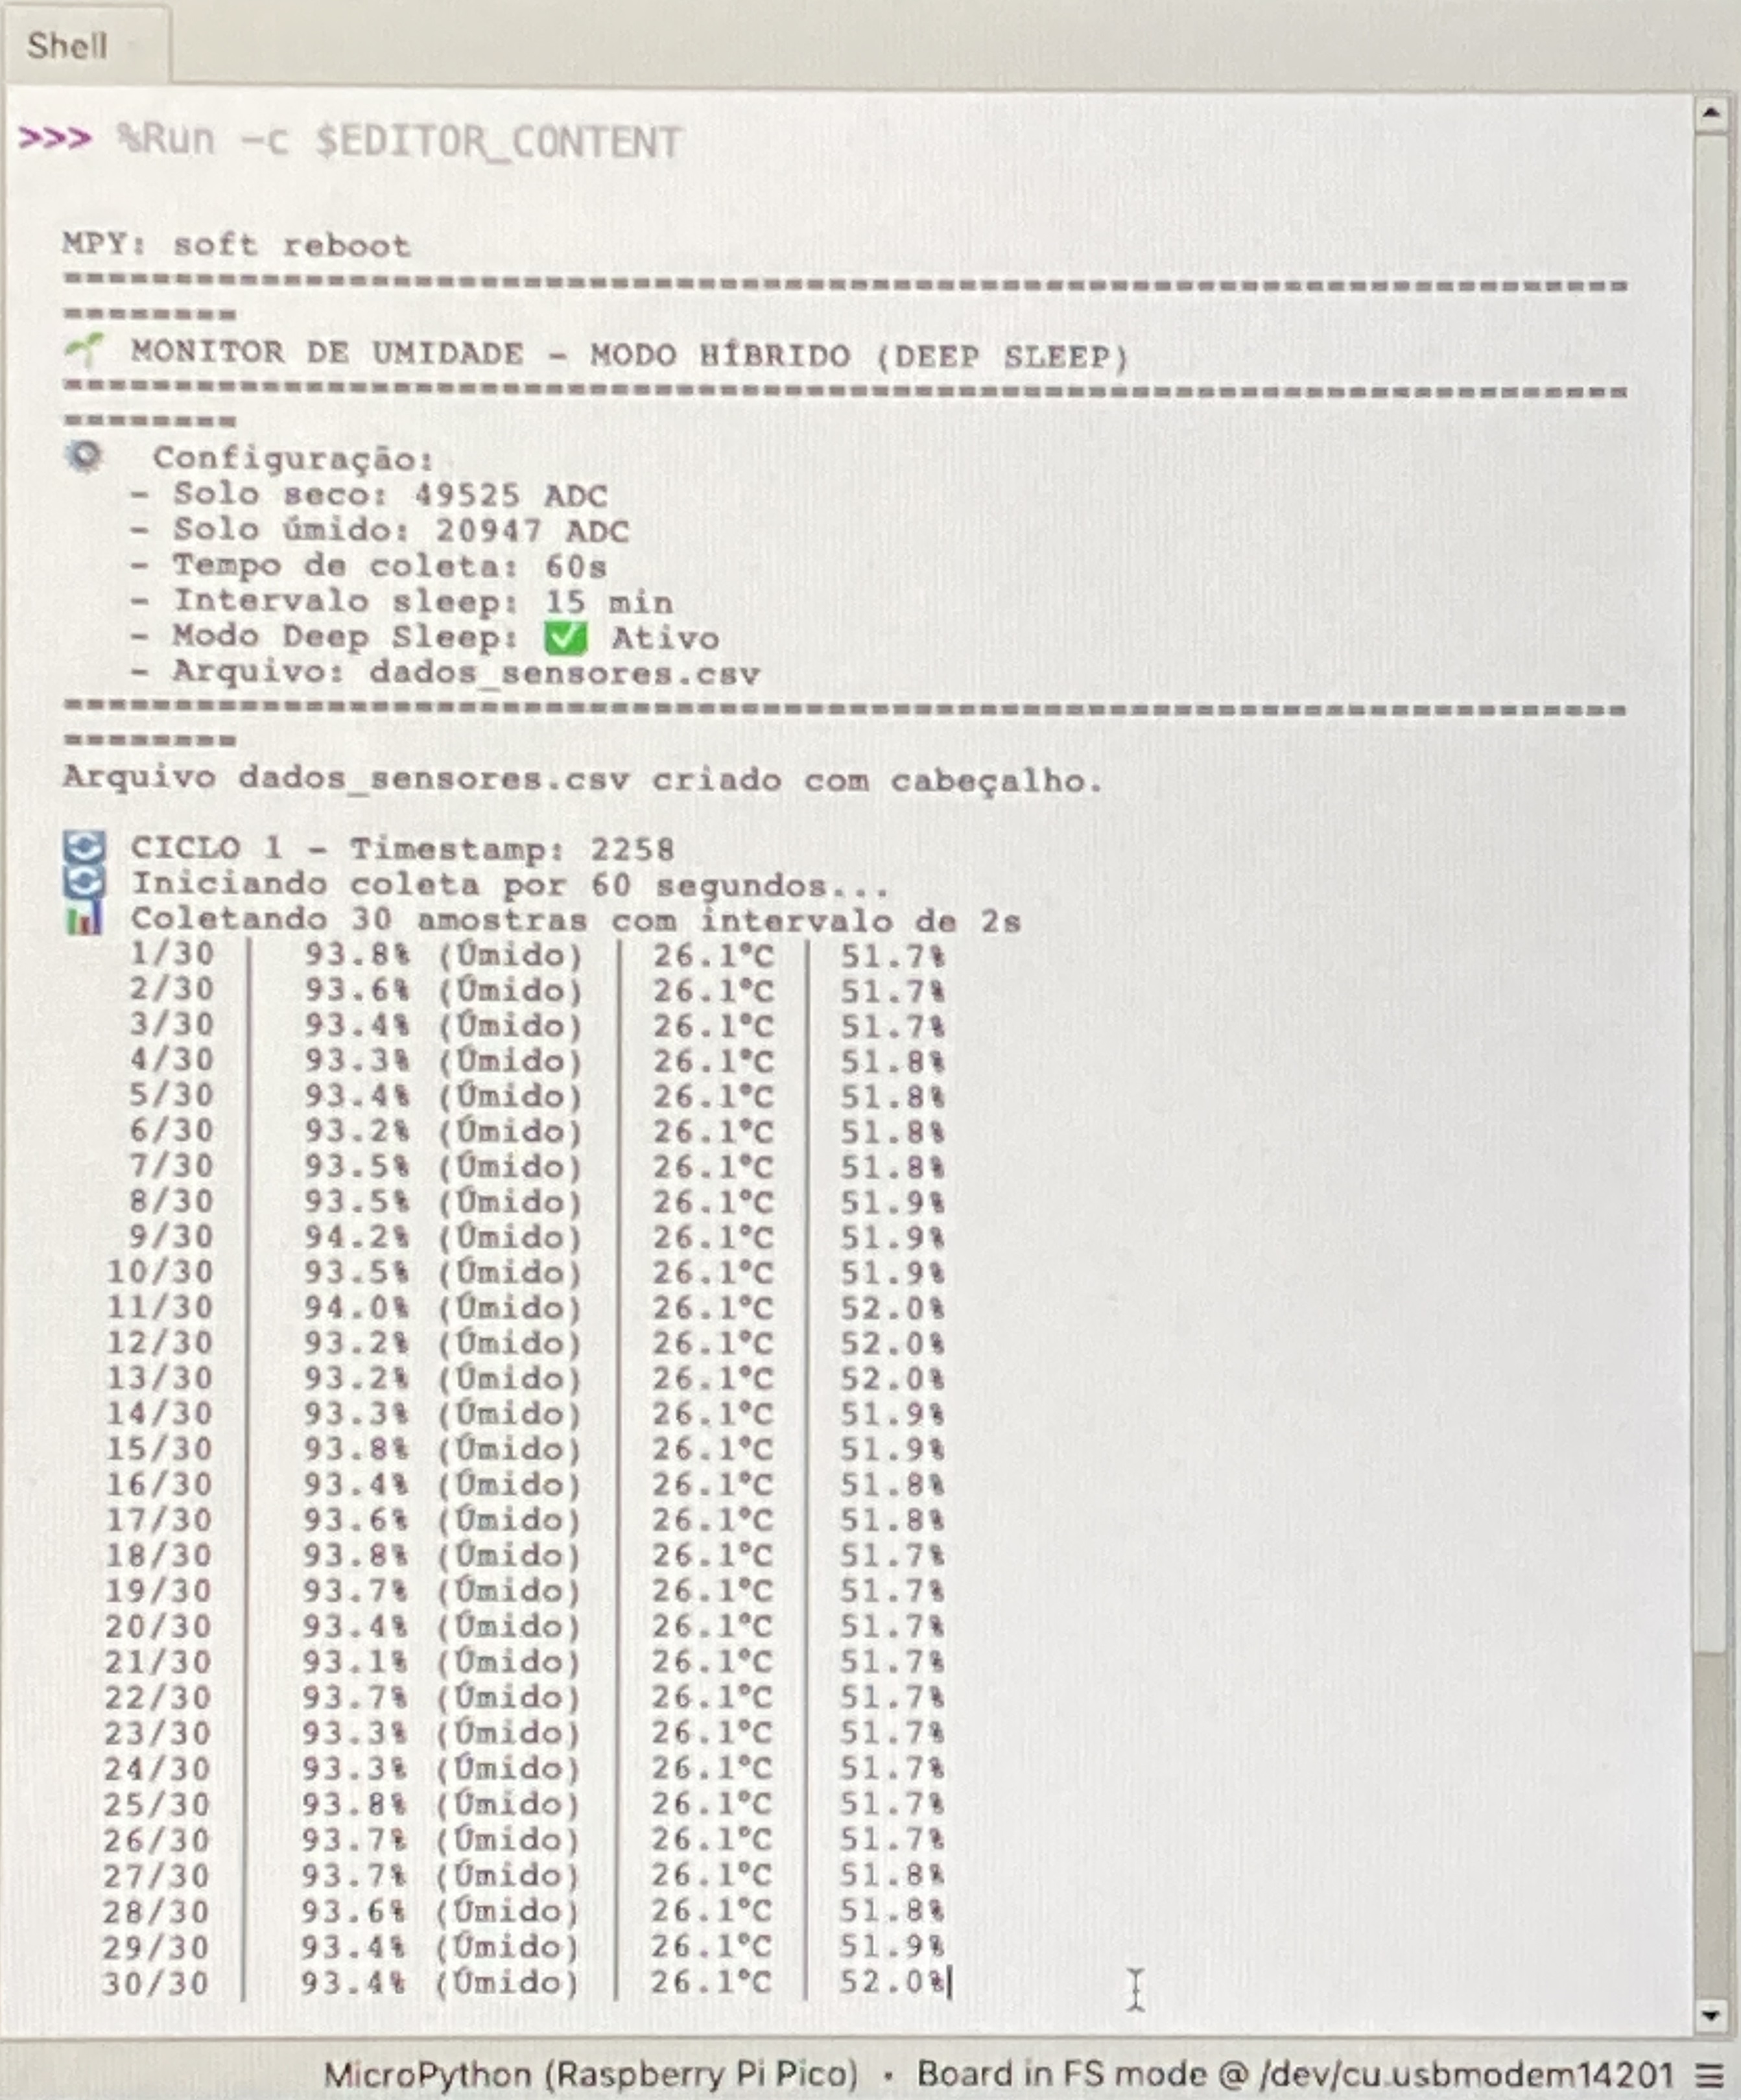 Shell
>>> %Run -c $EDITOR_CONTENT
MPY: soft reboot
================================================================================
🌱 MONITOR DE UMIDADE - MODO HÍBRIDO (DEEP SLEEP)
================================================================================
⚙️ Configuração:
- Solo seco: 49525 ADC
- Solo úmido: 20947 ADC
- Tempo de coleta: 60s
- Intervalo sleep: 15 min
- Modo Deep Sleep: ✅ Ativo
- Arquivo: dados_sensores.csv
================================================================================
Arquivo dados_sensores.csv criado com cabeçalho.
🔄 CICLO 1 - Timestamp: 2258
🔄 Iniciando coleta por 60 segundos...
📊 Coletando 30 amostras com intervalo de 2s
1/30 | 93.8% (Úmido) | 26.1°C | 51.7%
2/30 | 93.6% (Úmido) | 26.1°C | 51.7%
3/30 | 93.4% (Úmido) | 26.1°C | 51.7%
4/30 | 93.3% (Úmido) | 26.1°C | 51.8%
5/30 | 93.4% (Úmido) | 26.1°C | 51.8%
6/30 | 93.2% (Úmido) | 26.1°C | 51.8%
7/30 | 93.5% (Úmido) | 26.1°C | 51.8%
8/30 | 93.5% (Úmido) | 26.1°C | 51.9%
9/30 | 94.2% (Úmido) | 26.1°C | 51.9%
10/30 | 93.5% (Úmido) | 26.1°C | 51.9%
11/30 | 94.0% (Úmido) | 26.1°C | 52.0%
12/30 | 93.2% (Úmido) | 26.1°C | 52.0%
13/30 | 93.2% (Úmido) | 26.1°C | 52.0%
14/30 | 93.3% (Úmido) | 26.1°C | 51.9%
15/30 | 93.8% (Úmido) | 26.1°C | 51.9%
16/30 | 93.4% (Úmido) | 26.1°C | 51.8%
17/30 | 93.6% (Úmido) | 26.1°C | 51.8%
18/30 | 93.8% (Úmido) | 26.1°C | 51.7%
19/30 | 93.7% (Úmido) | 26.1°C | 51.7%
20/30 | 93.4% (Úmido) | 26.1°C | 51.7%
21/30 | 93.1% (Úmido) | 26.1°C | 51.7%
22/30 | 93.7% (Úmido) | 26.1°C | 51.7%
23/30 | 93.3% (Úmido) | 26.1°C | 51.7%
24/30 | 93.3% (Úmido) | 26.1°C | 51.7%
25/30 | 93.8% (Úmido) | 26.1°C | 51.7%
26/30 | 93.7% (Úmido) | 26.1°C | 51.7%
27/30 | 93.7% (Úmido) | 26.1°C | 51.8%
28/30 | 93.6% (Úmido) | 26.1°C | 51.8%
29/30 | 93.4% (Úmido) | 26.1°C | 51.9%
30/30 | 93.4% (Úmido) | 26.1°C | 52.0%
MicroPython (Raspberry Pi Pico) • Board in FS mode @ /dev/cu.usbmodem14201 ≡